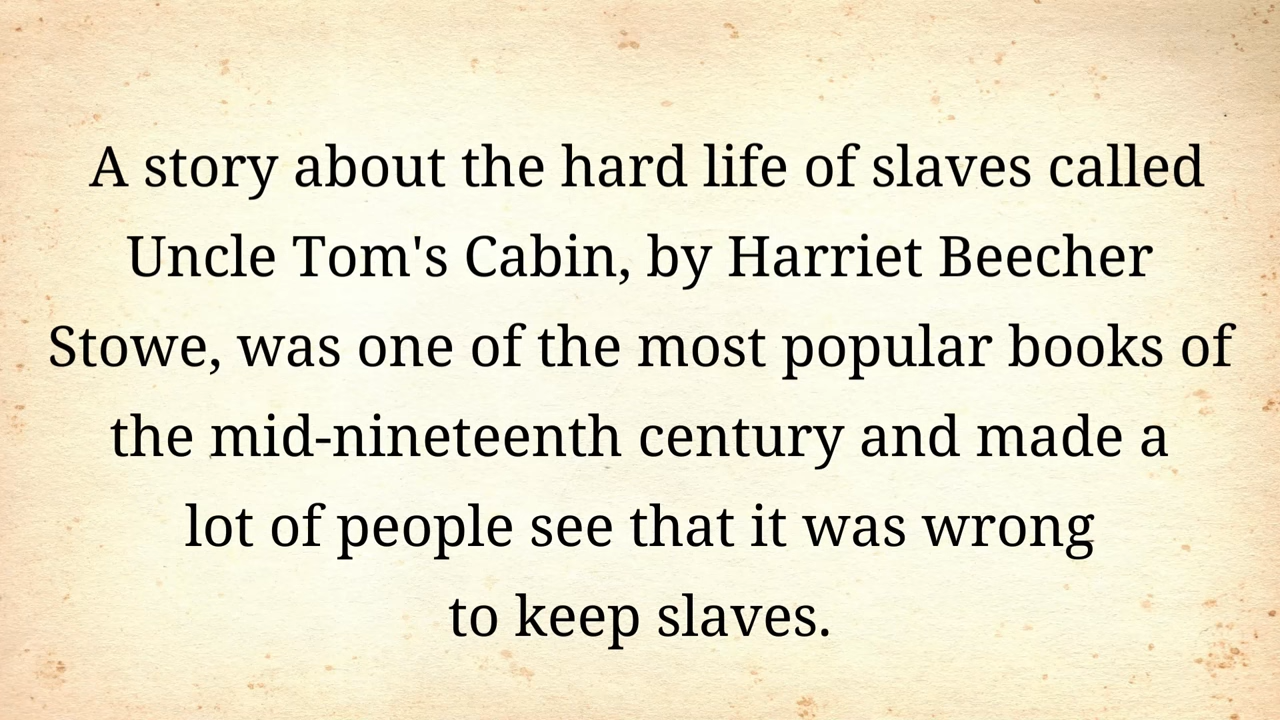 A story about the hard life of slaves called
Uncle Tom's Cabin, by Harriet Beecher
Stowe, was one of the most popular books of
the mid-nineteenth century and made a
lot of people see that it was wrong
to keep slaves.